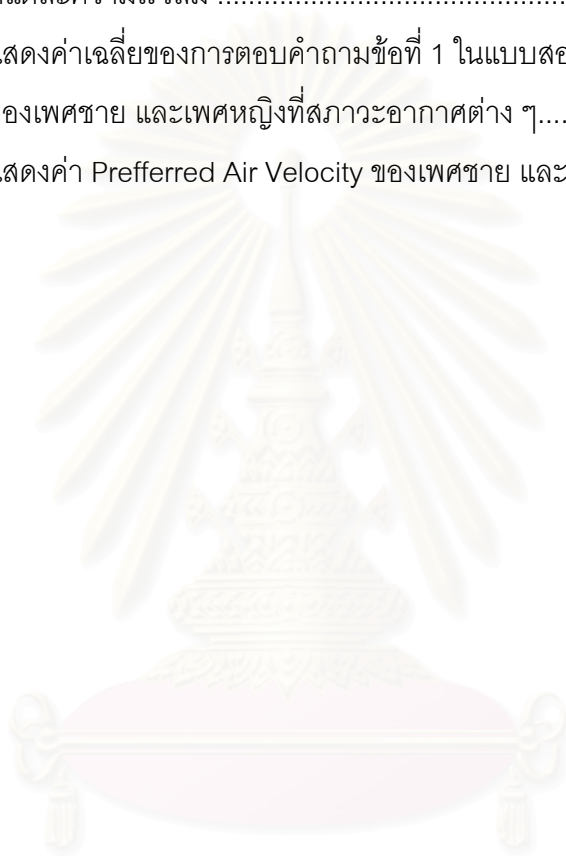 สดงค่าเฉลี่ยของการตอบคำถามข้อที่ 1 ในแบบสอ
องเพศชาย และเพศหญิงที่สภาวะอากาศต่าง ๆ....
สดงค่า Prefferred Air Velocity ของเพศชาย และ